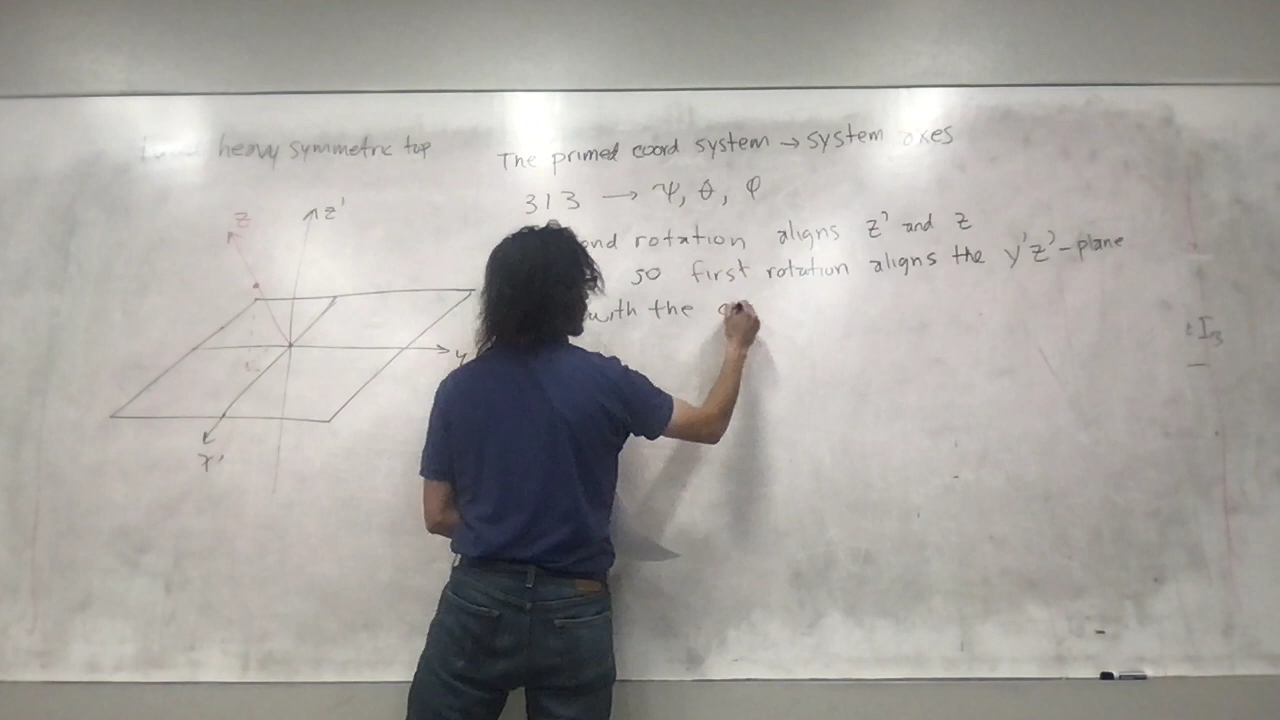 heavy symmetric top
The primed coord system → system axes
313 → ψ, θ, φ
rotation aligns z' and z
so first rotation aligns the y'z'-plane
with the
z
z'
y
x'
I₃